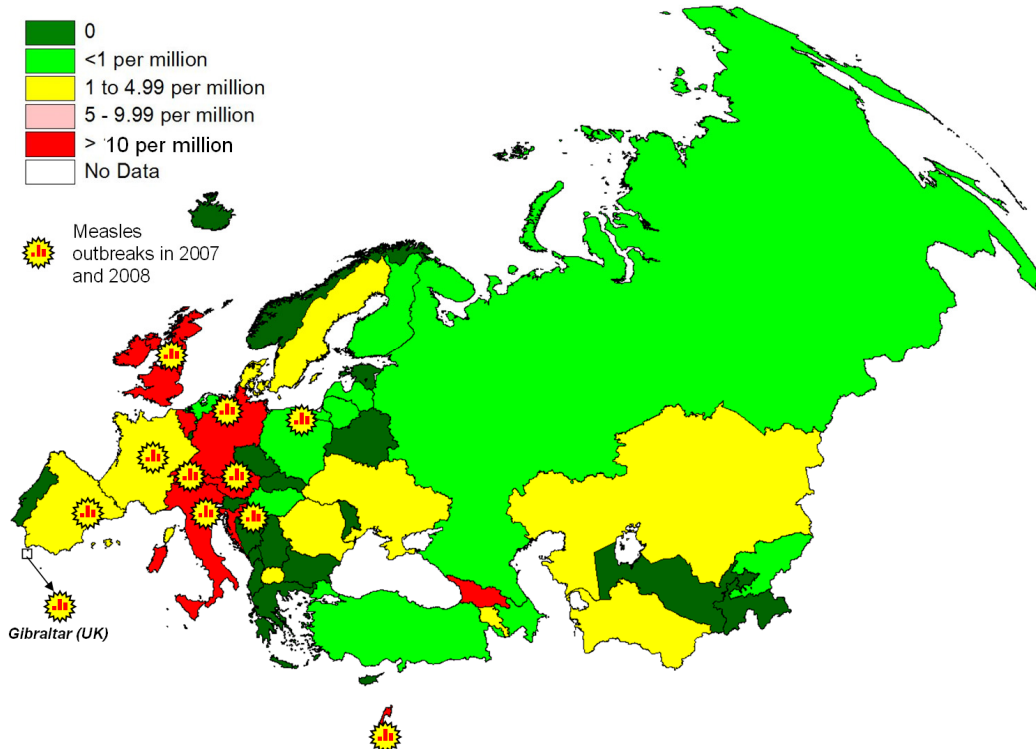 0
<1 per million
1 to 4.99 per million
5 - 9.99 per million
> 10 per million
No Data
Measles
outbreaks in 2007
and 2008
Gibraltar (UK)